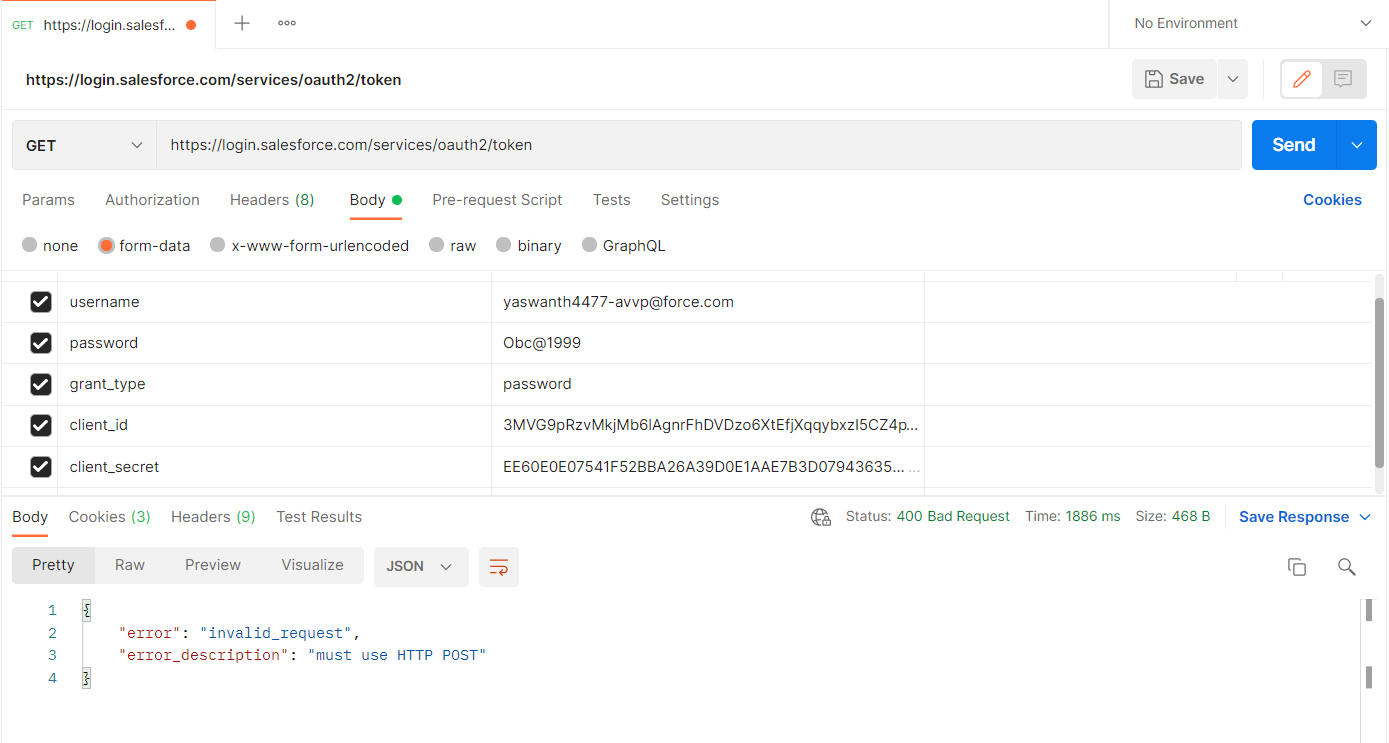 GET https://login.salesf... No Environment
https://login.salesforce.com/services/oauth2/token Save
GET https://login.salesforce.com/services/oauth2/token Send
Params Authorization Headers (8) Body Pre-request Script Tests Settings Cookies
none form-data x-www-form-urlencoded raw binary GraphQL
username yaswanth4477-avvp@force.com
password Obc@1999
grant_type password
client_id 3MVG9pRzvMkjMb6lAgnrFhDVDzo6XtEfjXqqybxzI5CZ4p...
client_secret EE60E0E07541F52BBA26A39D0E1AAE7B3D07943635... ...
Body Cookies (3) Headers (9) Test Results Status: 400 Bad Request Time: 1886 ms Size: 468 B Save Response
Pretty Raw Preview Visualize JSON
1 {
2 "error": "invalid_request",
3 "error_description": "must use HTTP POST"
4 }